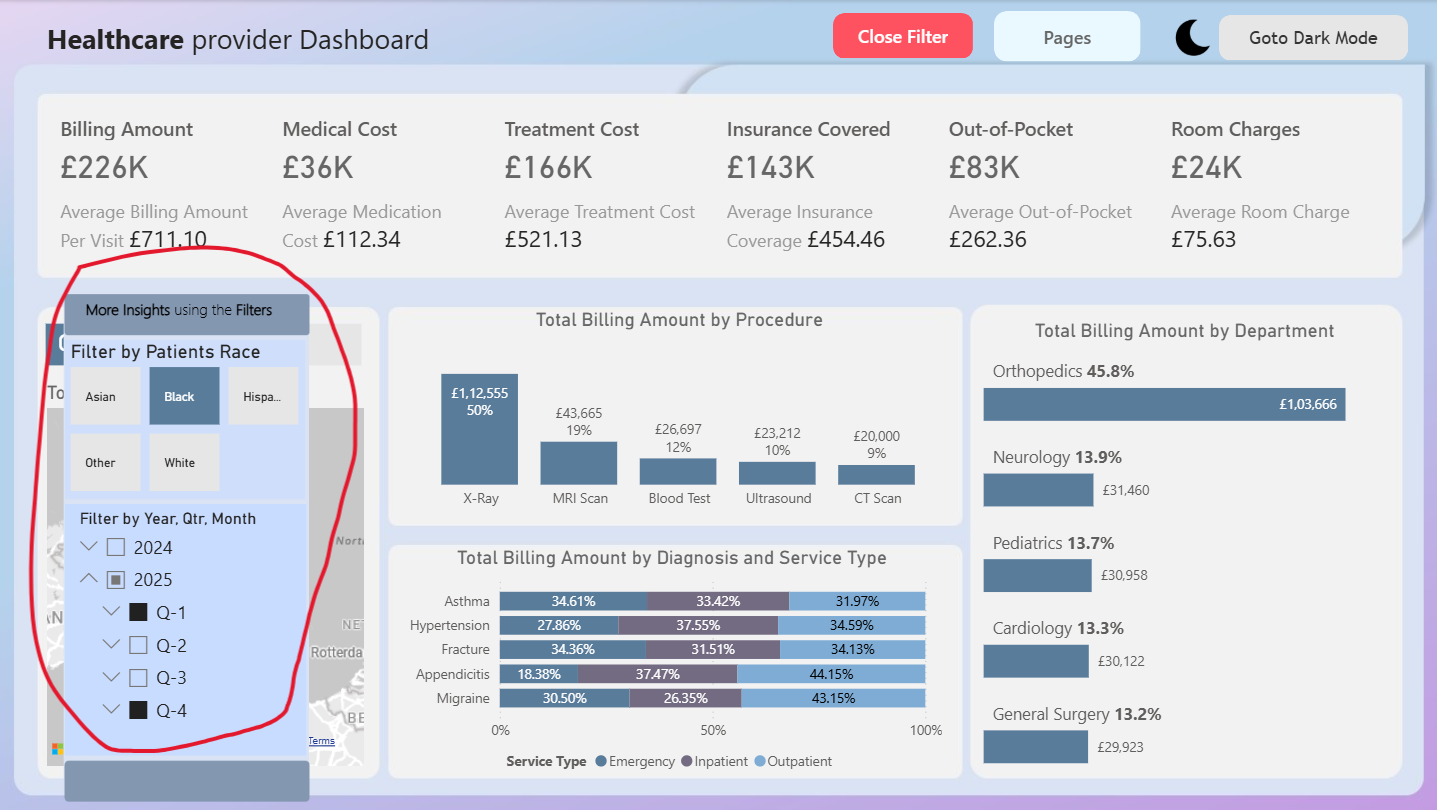 Healthcare provider Dashboard
Close Filter
Pages
Goto Dark Mode
Billing Amount
£226K
Average Billing Amount
Per Visit £711.10
Medical Cost
£36K
Average Medication
Cost £112.34
Treatment Cost
£166K
Average Treatment Cost
£521.13
Insurance Covered
£143K
Average Insurance
Coverage £454.46
Out-of-Pocket
£83K
Average Out-of-Pocket
£262.36
Room Charges
£24K
Average Room Charge
£75.63
More Insights using the Filters
Filter by Patients Race
Asian
Black
Hispa...
Other
White
Filter by Year, Qtr, Month
2024
2025
Q-1
Q-2
Q-3
Q-4
To
Nort
AN
NE
Rotterda
BE
Terms
Total Billing Amount by Procedure
£1,12,555
50%
£43,665
19%
£26,697
12%
£23,212
10%
£20,000
9%
X-Ray
MRI Scan
Blood Test
Ultrasound
CT Scan
Total Billing Amount by Diagnosis and Service Type
Asthma 34.61% 33.42% 31.97%
Hypertension 27.86% 37.55% 34.59%
Fracture 34.36% 31.51% 34.13%
Appendicitis 18.38% 37.47% 44.15%
Migraine 30.50% 26.35% 43.15%
0% 50% 100%
Service Type Emergency Inpatient Outpatient
Total Billing Amount by Department
Orthopedics 45.8%
£1,03,666
Neurology 13.9%
£31,460
Pediatrics 13.7%
£30,958
Cardiology 13.3%
£30,122
General Surgery 13.2%
£29,923